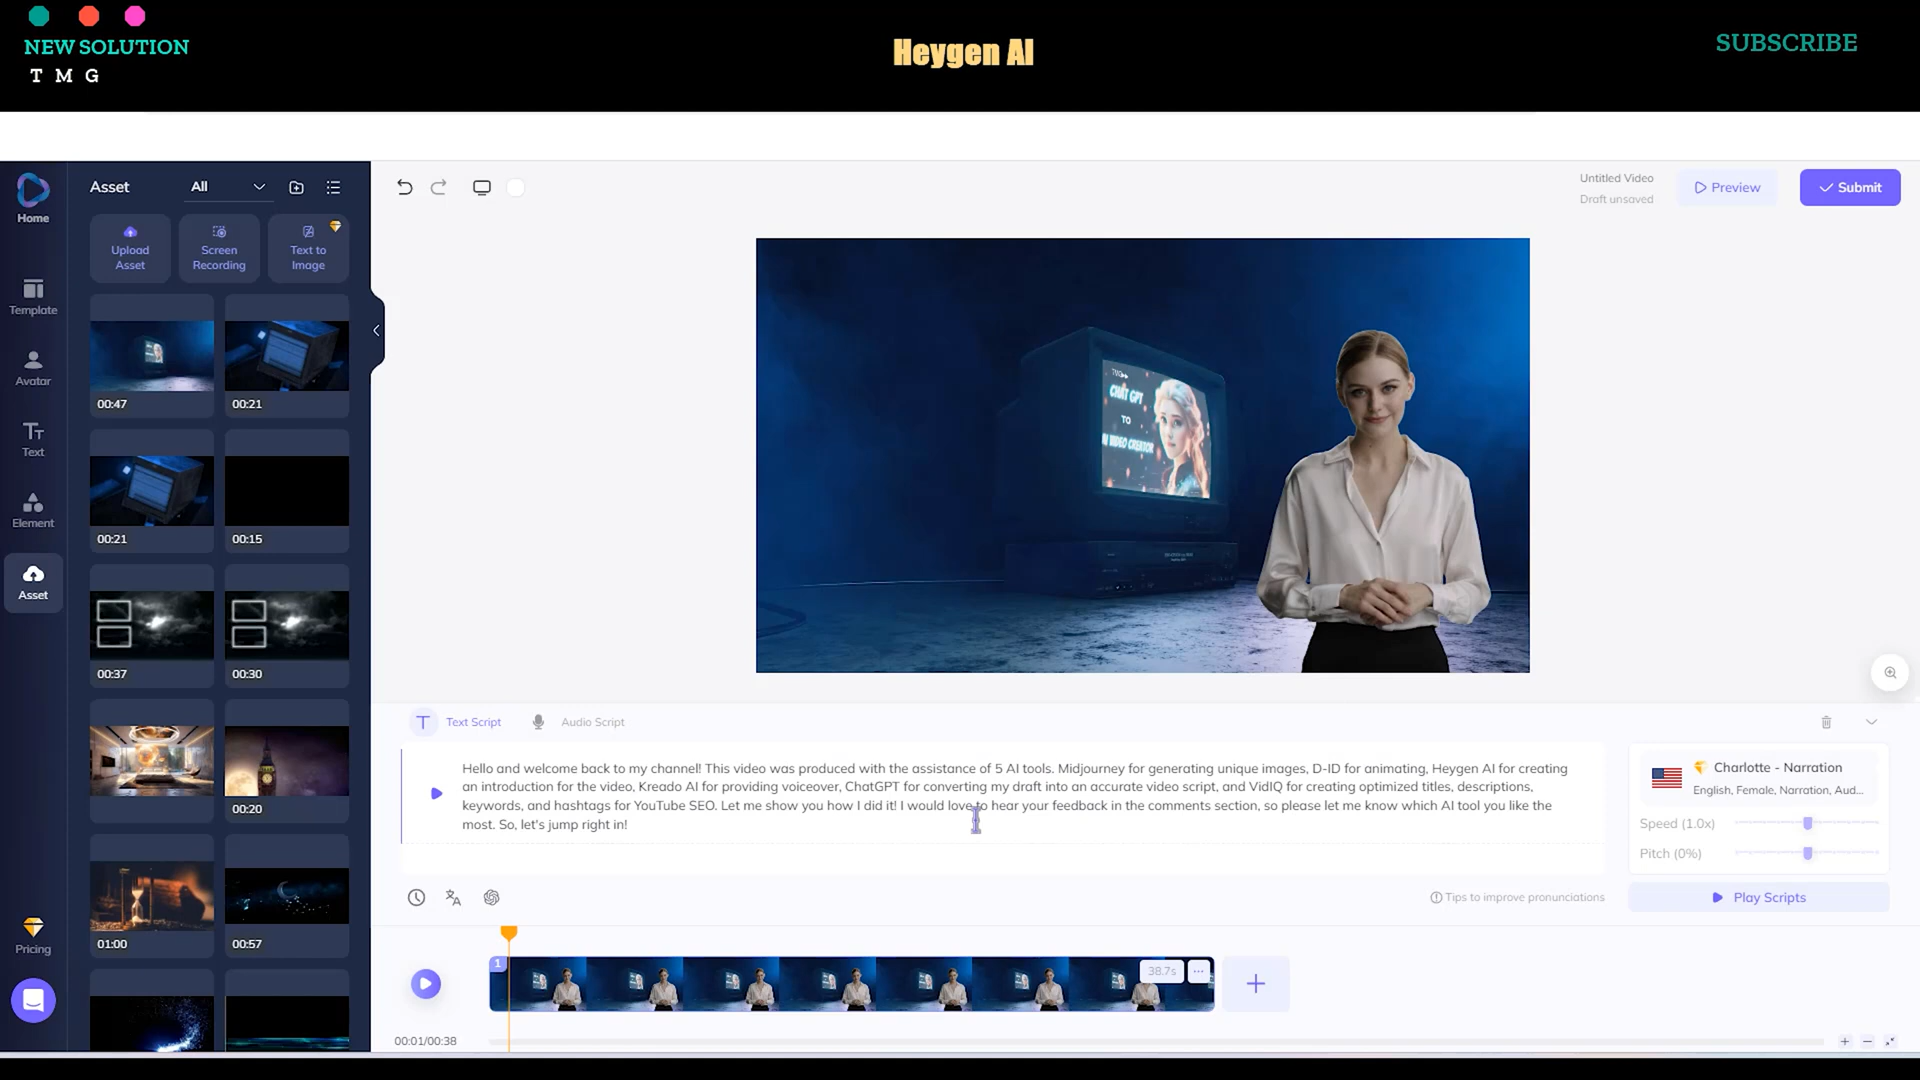 NEW SOLUTION
T M G
Heygen AI
SUBSCRIBE
Home
Template
Avatar
Text
Element
Asset
Pricing
Asset
All
Upload
Asset
Screen
Recording
Text to
Image
00:47
00:21
00:21
00:15
00:37
00:30
00:20
01:00
00:57
Untitled Video
Draft unsaved
Preview
Submit
CHAT GPT
TO
AI VIDEO CREATOR
Text Script
Audio Script
Hello and welcome back to my channel! This video was produced with the assistance of 5 AI tools. Midjourney for generating unique images, D-ID for animating, Heygen AI for creating
an introduction for the video, Kreado AI for providing voiceover, ChatGPT for converting my draft into an accurate video script, and VidIQ for creating optimized titles, descriptions,
keywords, and hashtags for YouTube SEO. Let me show you how I did it! I would love to hear your feedback in the comments section, so please let me know which AI tool you like the
most. So, let's jump right in!
Charlotte - Narration
English, Female, Narration, Aud...
Speed (1.0x)
Pitch (0%)
Tips to improve pronunciations
Play Scripts
1
38.7s
00:01/00:38